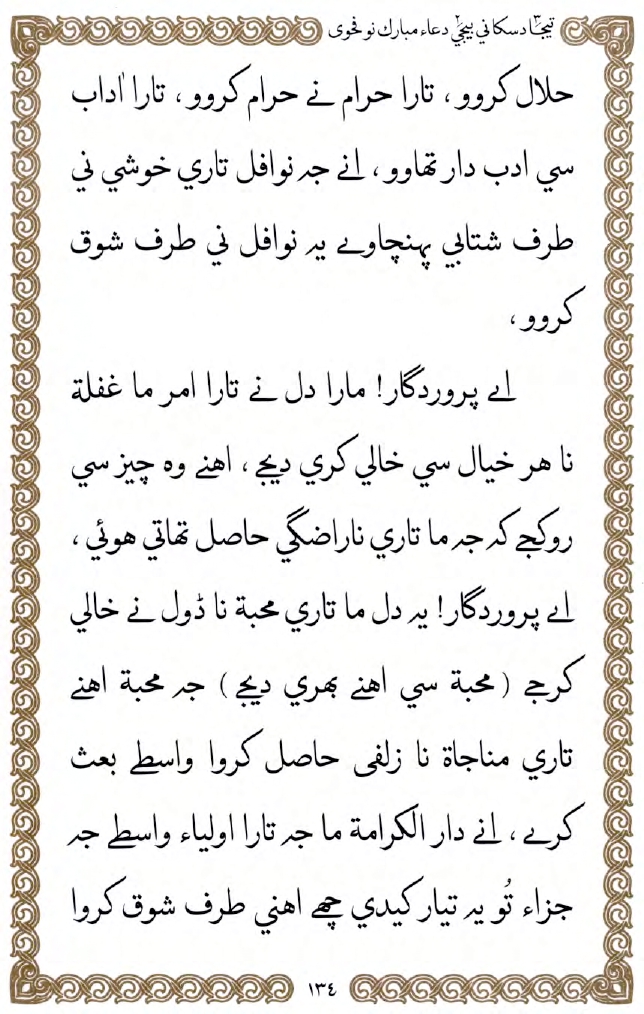 تيجـٰا دسكا ني بيجي دعاء مبارك نو فحوى
حلال كروو ، تارا حرام نے حرام كروو ، تارا اٰداب
سي ادب دار تھاوو ، انے جہ نوافل تاري خوشي ني
طرف شتابي پہنچاوے يہ نوافل ني طرف شوق
كروو ،
اے پروردگار! مارا دل نے تارا امر ما غفلة
نا هر خيال سي خالي كري ديجے ، اهنے وه چيز سي
روكجے كہ جہ ما تاري ناراضگي حاصل تھاتي هوئي ،
اے پروردگار! يہ دل ما تاري محبة نا ڈول نے خالي
كرجے ( محبة سي اهنے بھري ديجے ) جہ محبة اهنے
تاري مناجاة نا زلفى حاصل كروا واسطے بعث
كرے ، انے دار الكرامة ما جہ تارا اولياء واسطے جہ
جزاء تُو يہ تيار كيدي چھے اهني طرف شوق كروا
١٣٤